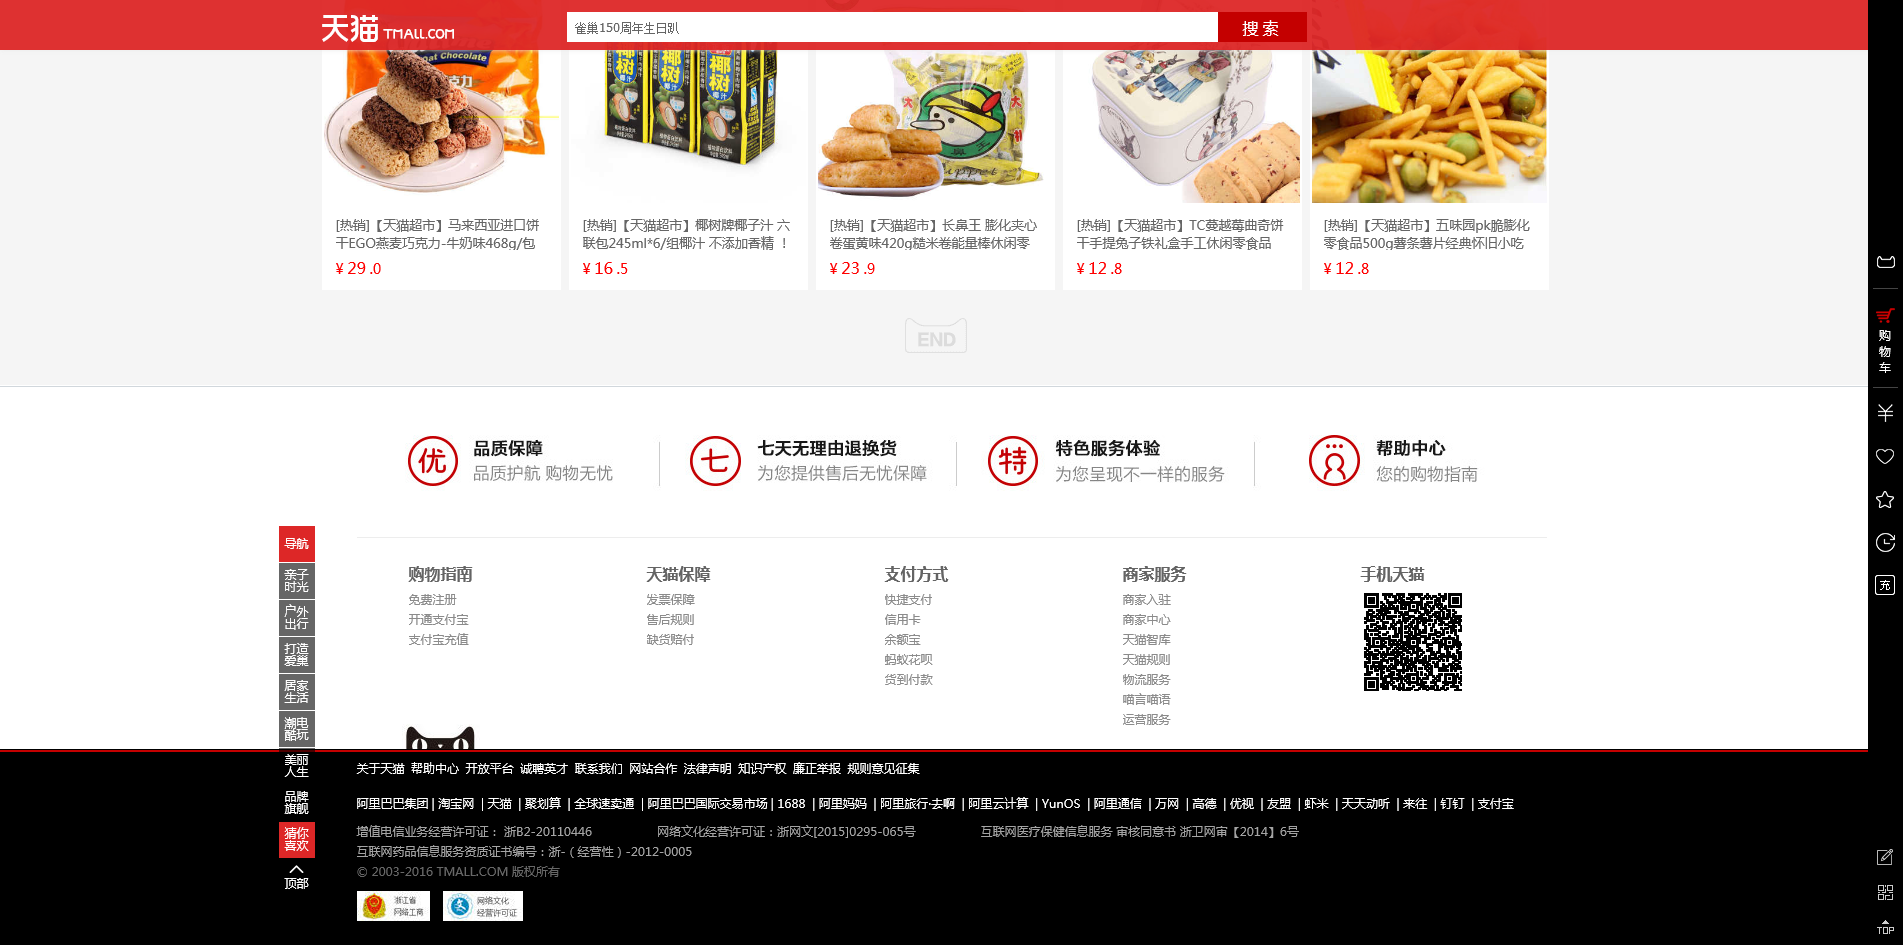 天猫 TMALL.COM
雀巢150周年生日趴
搜索
[热销]【天猫超市】马来西亚进口饼
干EGO燕麦巧克力-牛奶味468g/包
¥ 29 .0
[热销]【天猫超市】椰树牌椰子汁 六
联包245ml*6/组椰汁 不添加香精 ！
¥ 16 .5
[热销]【天猫超市】长鼻王 膨化夹心
卷蛋黄味420g糙米卷能量棒休闲零
¥ 23 .9
[热销]【天猫超市】TC蔓越莓曲奇饼
干手提兔子铁礼盒手工休闲零食品
¥ 12 .8
[热销]【天猫超市】五味园pk脆膨化
零食品500g薯条薯片经典怀旧小吃
¥ 12 .8
END
购物车
充
优
品质保障
品质护航 购物无忧
七
七天无理由退换货
为您提供售后无忧保障
特
特色服务体验
为您呈现不一样的服务
帮助中心
您的购物指南
导航
亲子
时光
户外
出行
打造
爱巢
居家
生活
潮电
酷玩
美丽
人生
品牌
旗舰
猜你
喜欢
顶部
购物指南
免费注册
开通支付宝
支付宝充值
天猫保障
发票保障
售后规则
缺货赔付
支付方式
快捷支付
信用卡
余额宝
蚂蚁花呗
货到付款
商家服务
商家入驻
商家中心
天猫智库
天猫规则
物流服务
喵言喵语
运营服务
手机天猫
关于天猫 帮助中心 开放平台 诚聘英才 联系我们 网站合作 法律声明 知识产权 廉正举报 规则意见征集
阿里巴巴集团 | 淘宝网 | 天猫 | 聚划算 | 全球速卖通 | 阿里巴巴国际交易市场 | 1688 | 阿里妈妈 | 阿里旅行·去啊 | 阿里云计算 | YunOS | 阿里通信 | 万网 | 高德 | 优视 | 友盟 | 虾米 | 天天动听 | 来往 | 钉钉 | 支付宝
增值电信业务经营许可证： 浙B2-20110446 网络文化经营许可证：浙网文[2015]0295-065号 互联网医疗保健信息服务 审核同意书 浙卫网审【2014】6号
互联网药品信息服务资质证书编号：浙-（经营性）-2012-0005
© 2003-2016 TMALL.COM 版权所有
浙江省
网络工商
网络文化
经营许可证
TOP